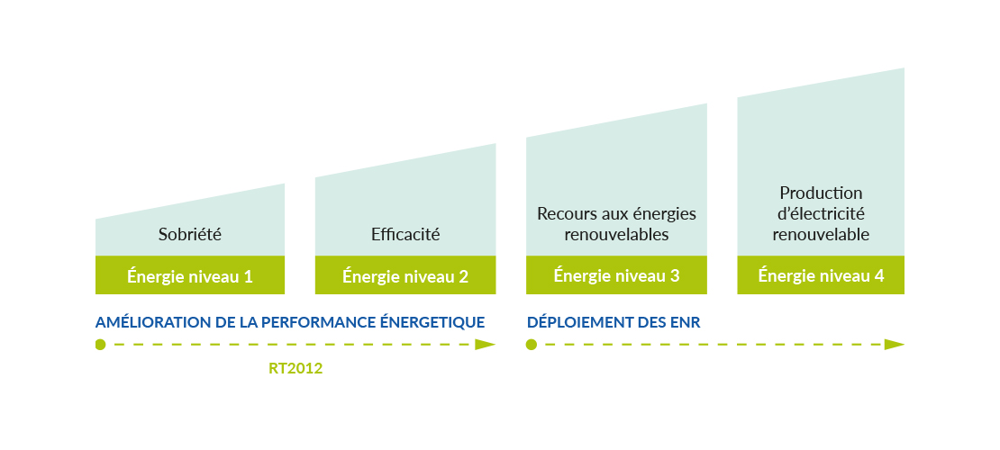 Sobriété
Énergie niveau 1
Efficacité
Énergie niveau 2
Recours aux énergies
renouvelables
Énergie niveau 3
Production
d’électricité
renouvelable
Énergie niveau 4
AMÉLIORATION DE LA PERFORMANCE ÉNERGETIQUE
RT2012
DÉPLOIEMENT DES ENR